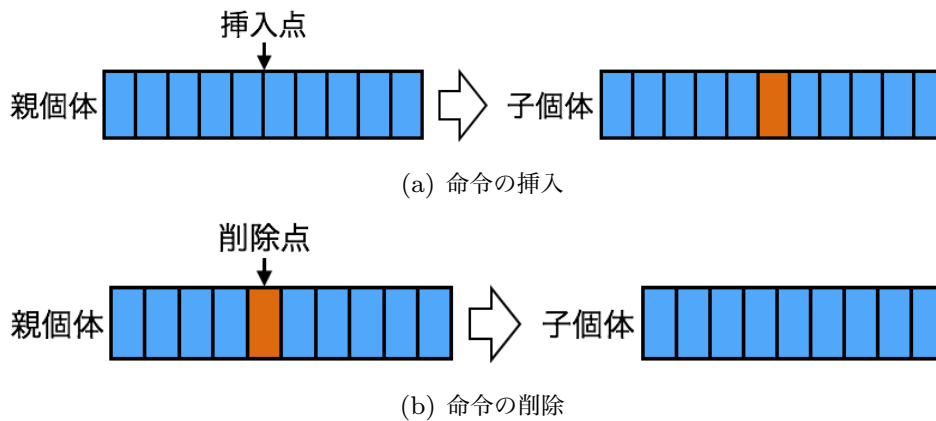 挿入点
親個体
子個体
(a) 命令の挿入
削除点
親個体
子個体
(b) 命令の削除